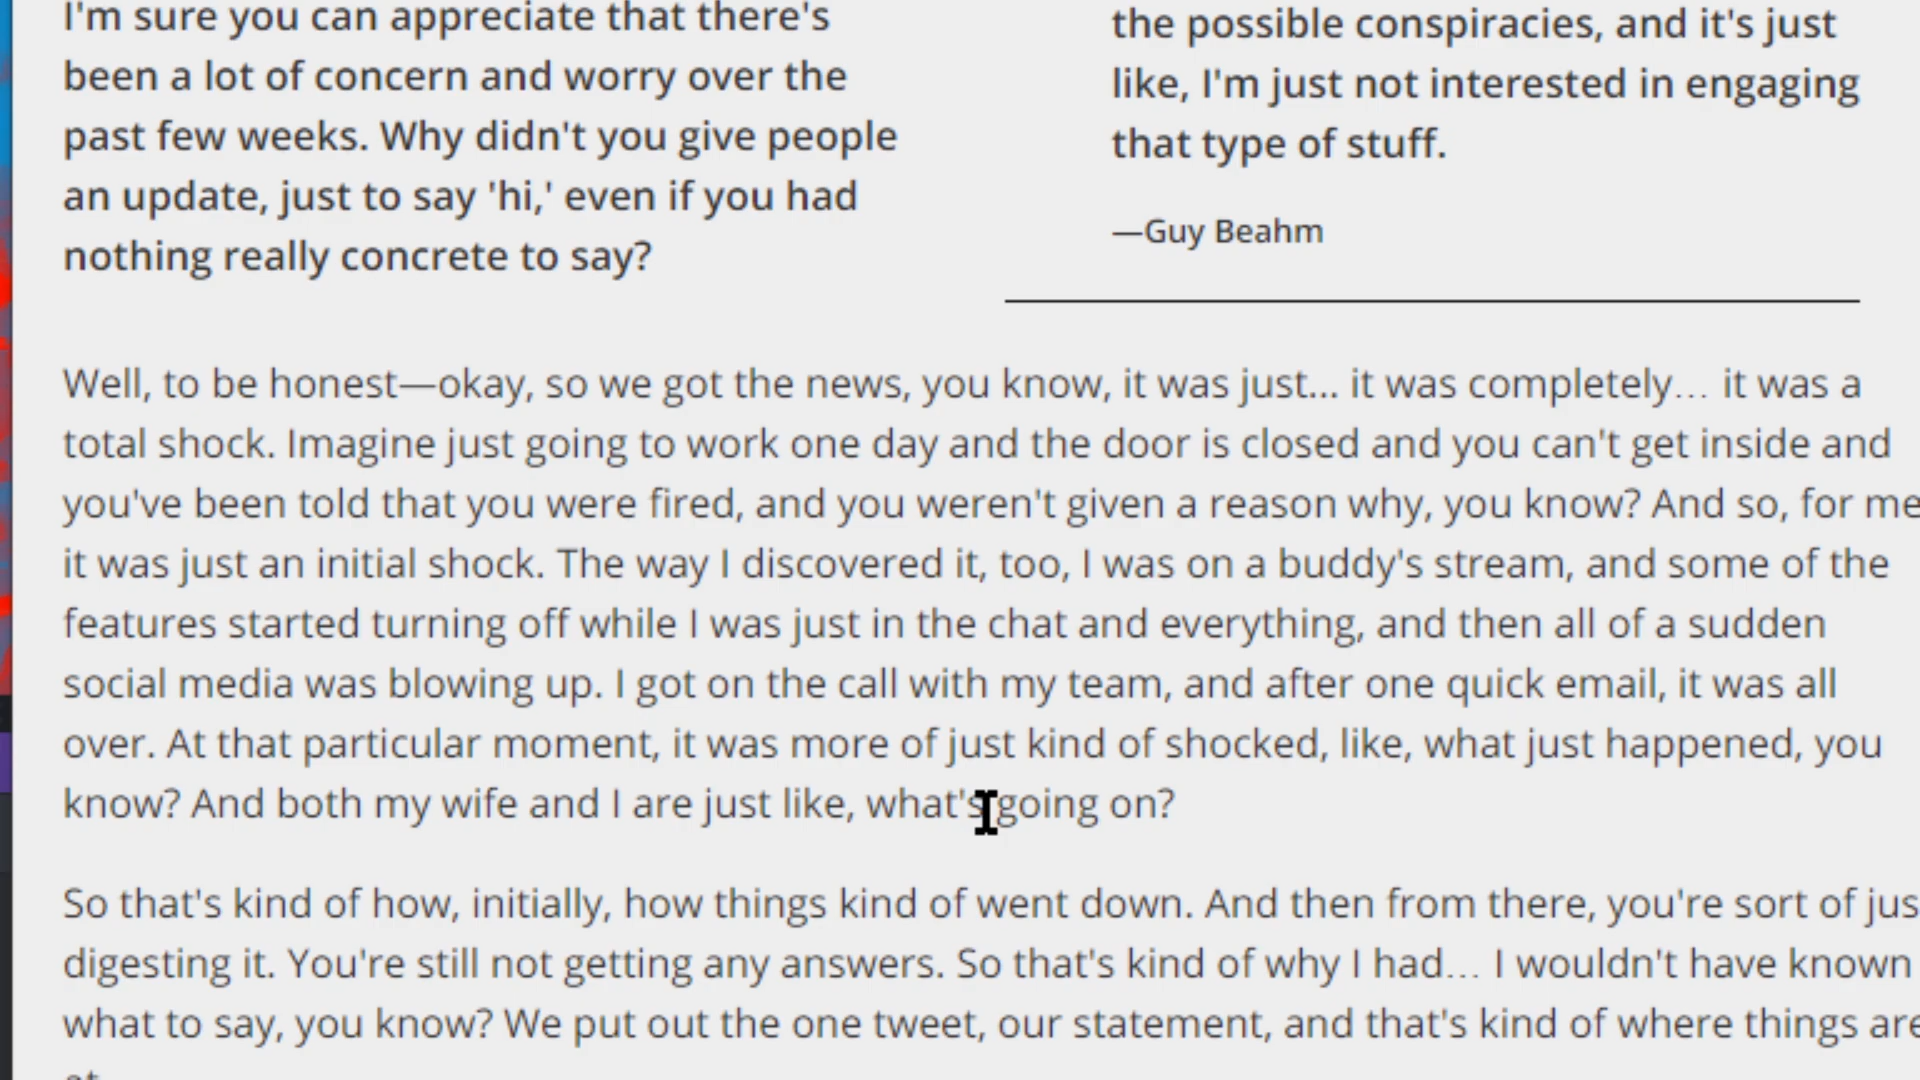 I'm sure you can appreciate that there's
been a lot of concern and worry over the
past few weeks. Why didn't you give people
an update, just to say 'hi,' even if you had
nothing really concrete to say?
the possible conspiracies, and it's just
like, I'm just not interested in engaging
that type of stuff.
—Guy Beahm
Well, to be honest—okay, so we got the news, you know, it was just... it was completely… it was a
total shock. Imagine just going to work one day and the door is closed and you can't get inside and
you've been told that you were fired, and you weren't given a reason why, you know? And so, for me
it was just an initial shock. The way I discovered it, too, I was on a buddy's stream, and some of the
features started turning off while I was just in the chat and everything, and then all of a sudden
social media was blowing up. I got on the call with my team, and after one quick email, it was all
over. At that particular moment, it was more of just kind of shocked, like, what just happened, you
know? And both my wife and I are just like, what's going on?
So that's kind of how, initially, how things kind of went down. And then from there, you're sort of jus
digesting it. You're still not getting any answers. So that's kind of why I had… I wouldn't have known
what to say, you know? We put out the one tweet, our statement, and that's kind of where things are